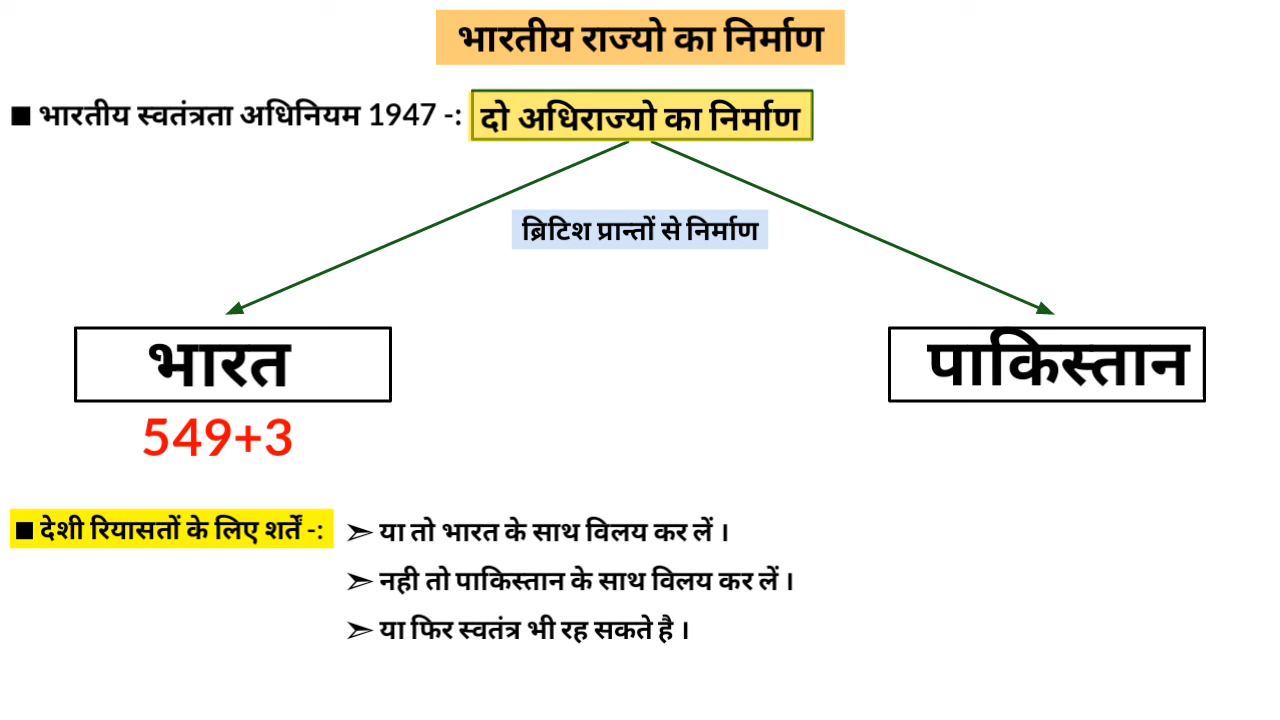 भारतीय राज्यो का निर्माण
■ भारतीय स्वतंत्रता अधिनियम 1947 -: दो अधिराज्यो का निर्माण
ब्रिटिश प्रान्तों से निर्माण
भारत पाकिस्तान
549+3
■ देशी रियासतों के लिए शर्तें -: ➣ या तो भारत के साथ विलय कर लें ।
➣ नही तो पाकिस्तान के साथ विलय कर लें ।
➣ या फिर स्वतंत्र भी रह सकते है ।